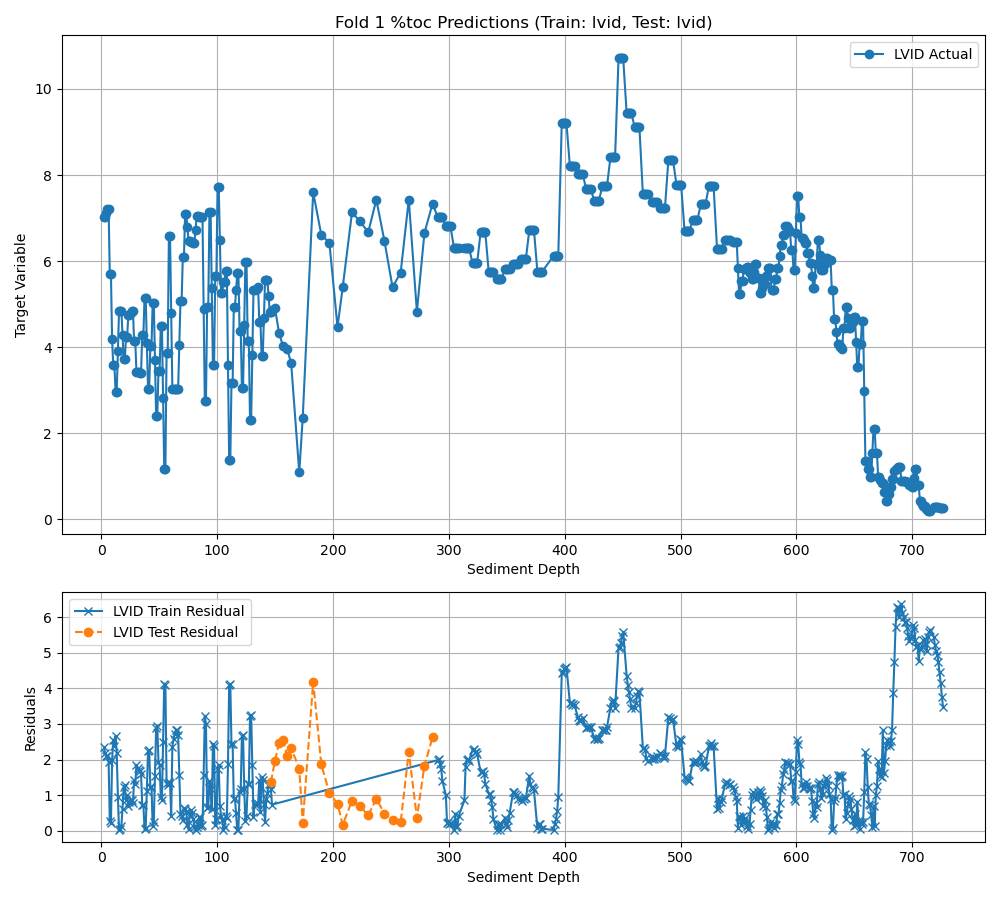 Fold 1 %toc Predictions (Train: lvid, Test: lvid)
LVID Actual
Target Variable
10
8
6
4
2
0
0 100 200 300 400 500 600 700
Sediment Depth
LVID Train Residual
LVID Test Residual
Residuals
6
5
4
3
2
1
0
0 100 200 300 400 500 600 700
Sediment Depth